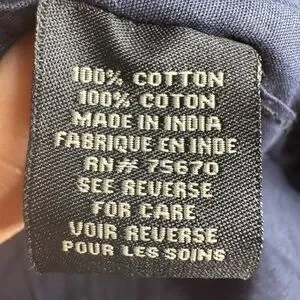 100% COTTON
100% COTON
MADE IN INDIA
FABRIQUE EN INDE
RN# 75670
SEE REVERSE
FOR CARE
VOIR REVERSE
POUR LES SOINS